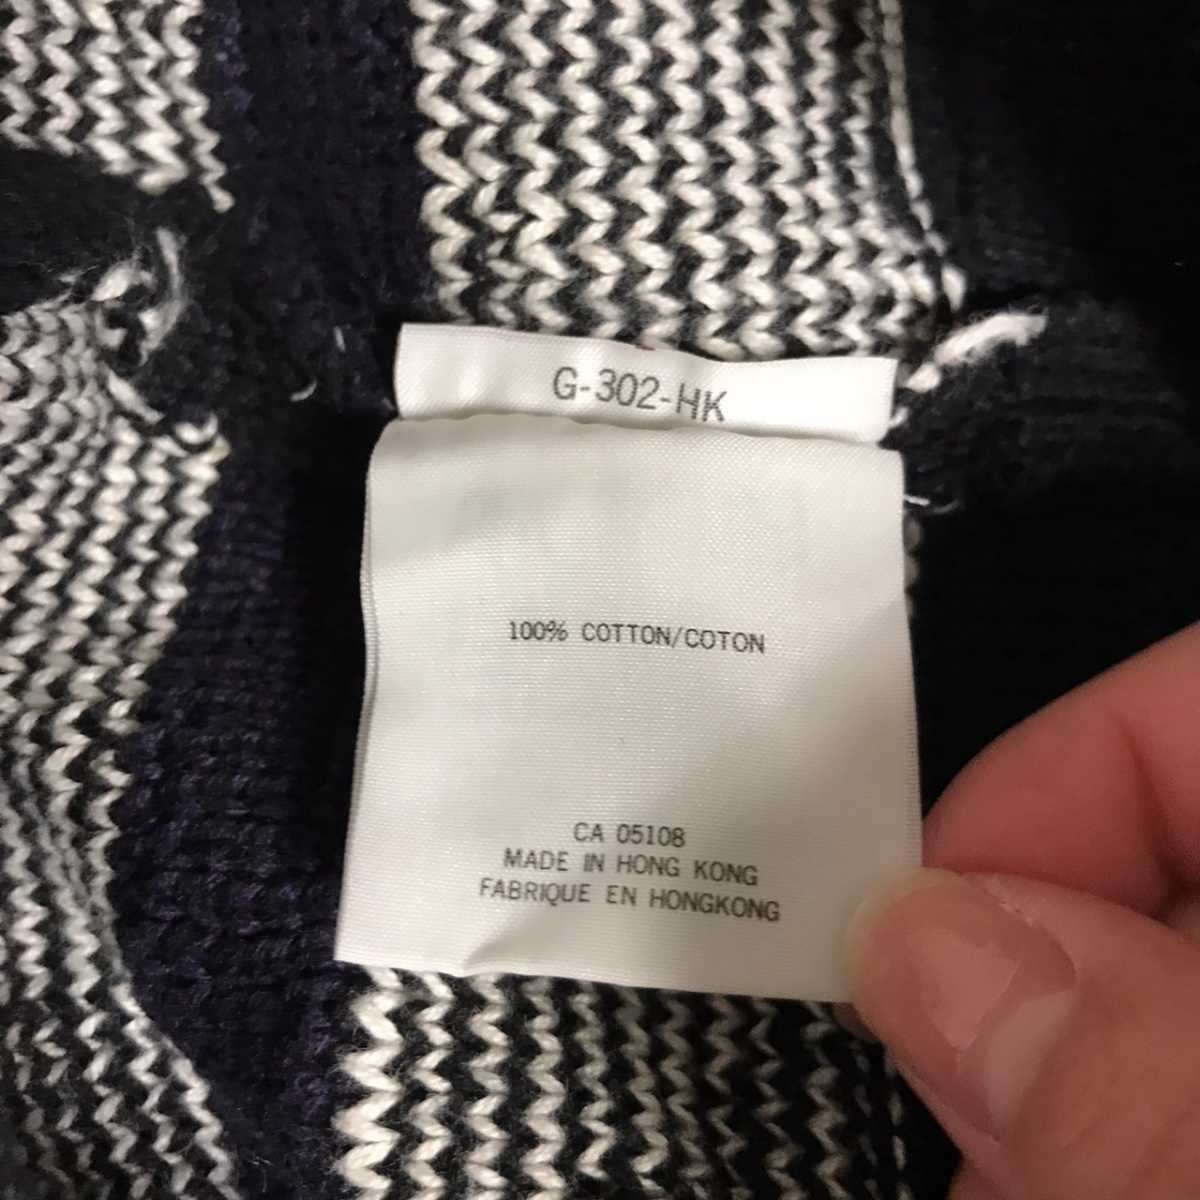 G-302-HK
100% COTTON/COTON
CA 05108
MADE IN HONG KONG
FABRIQUE EN HONGKONG